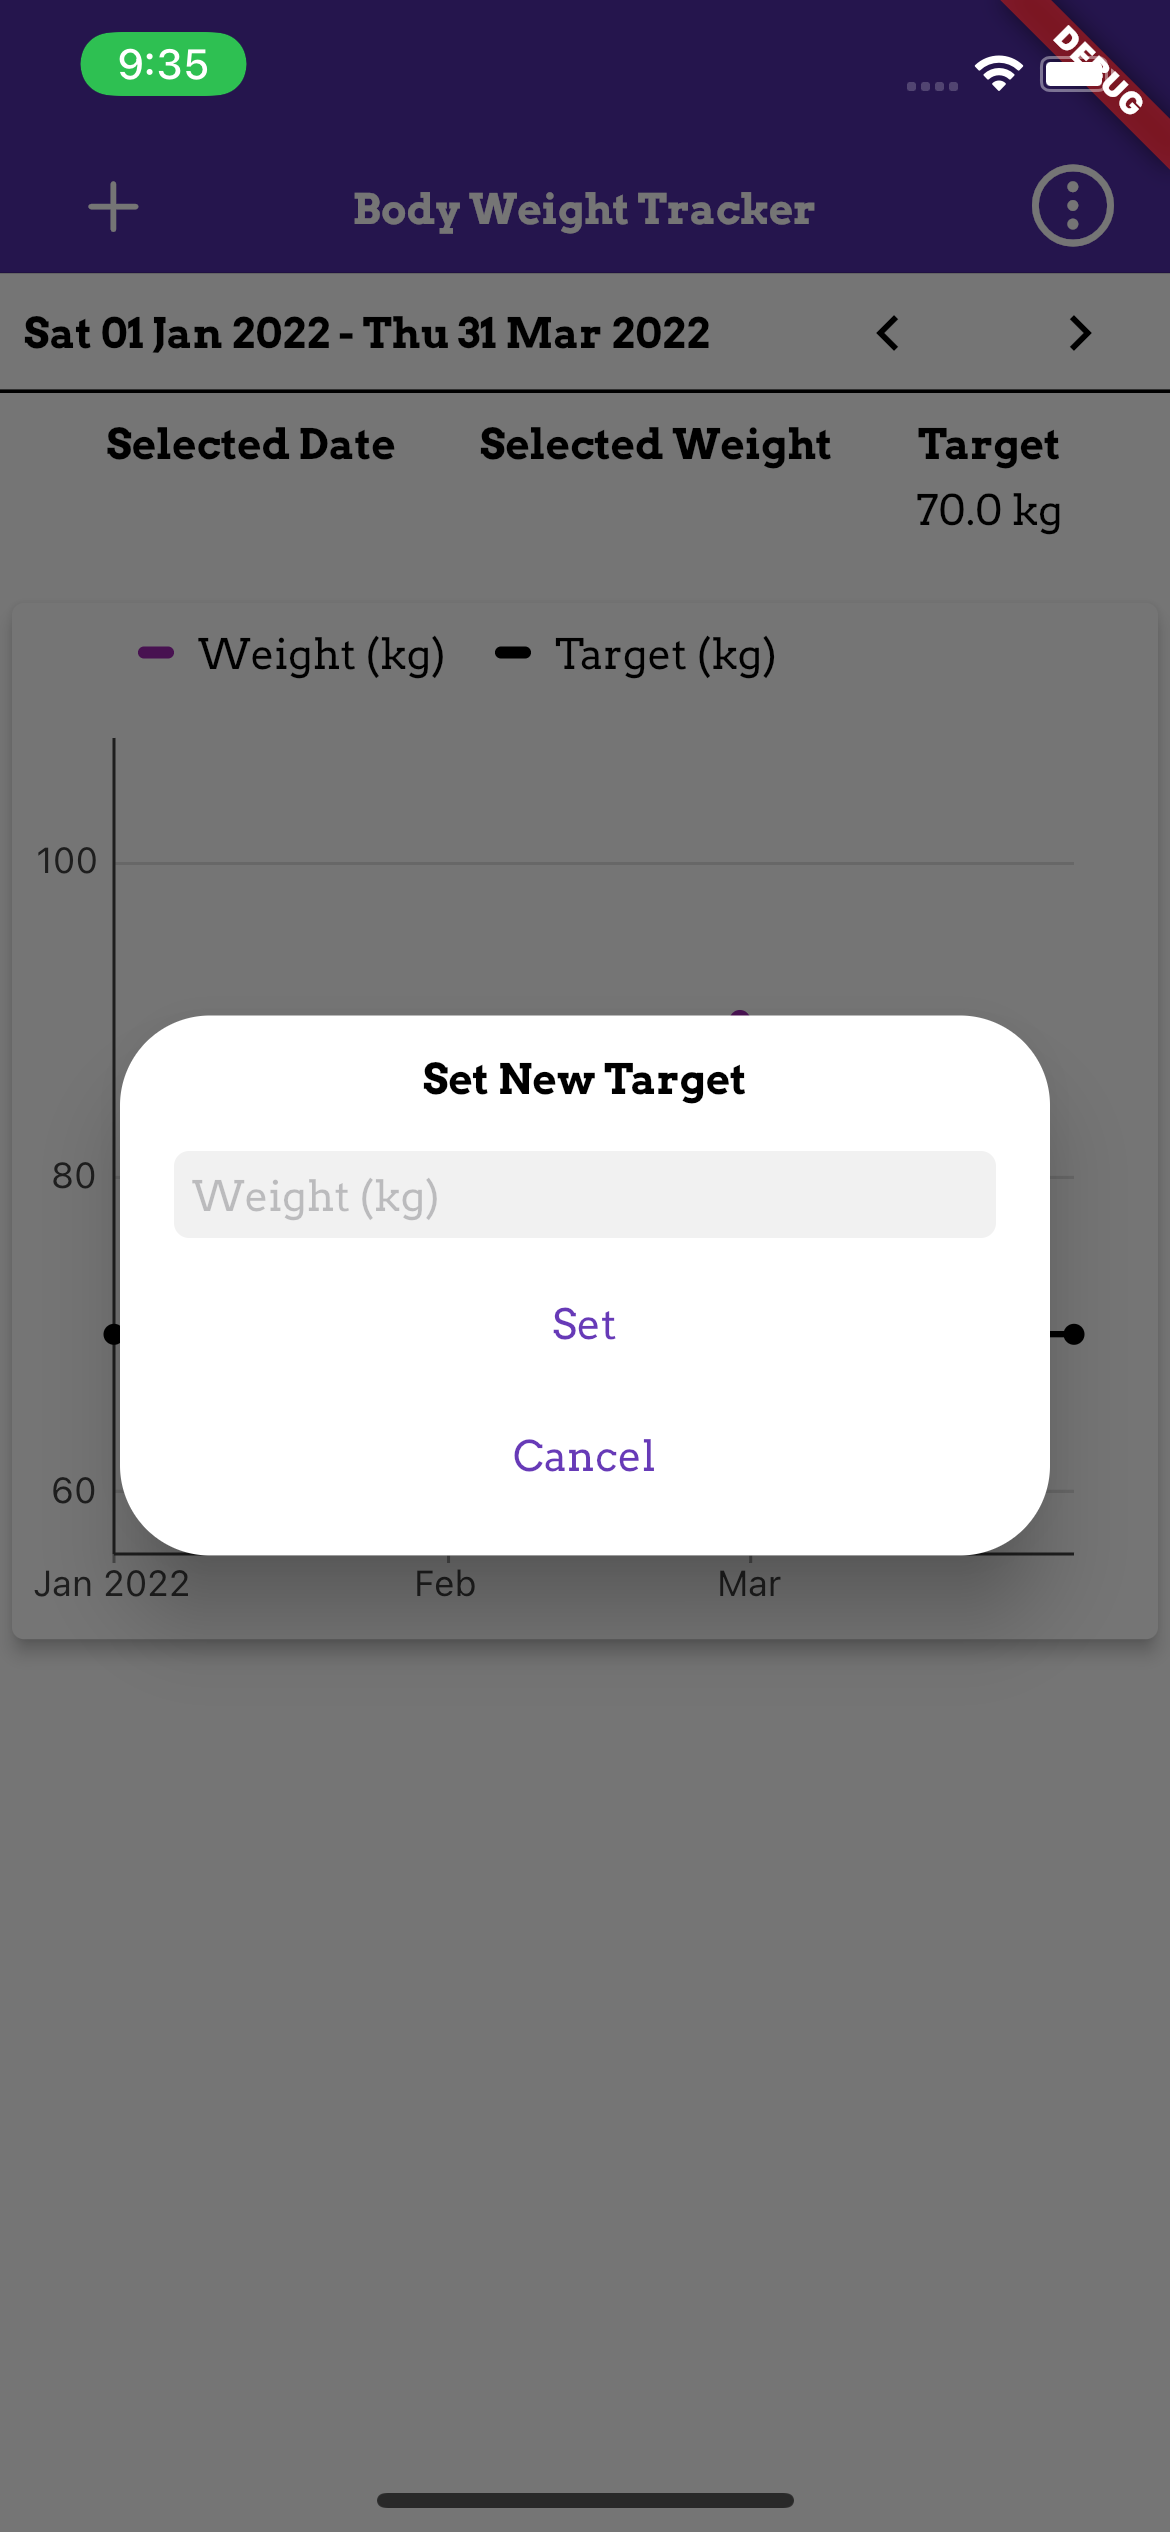 9:35
DEBUG
Body Weight Tracker
Sat 01 Jan 2022 - Thu 31 Mar 2022
Selected Date Selected Weight Target
70.0 kg
Weight (kg) Target (kg)
100
80
60
Jan 2022 Feb Mar
Set New Target
Weight (kg)
Set
Cancel